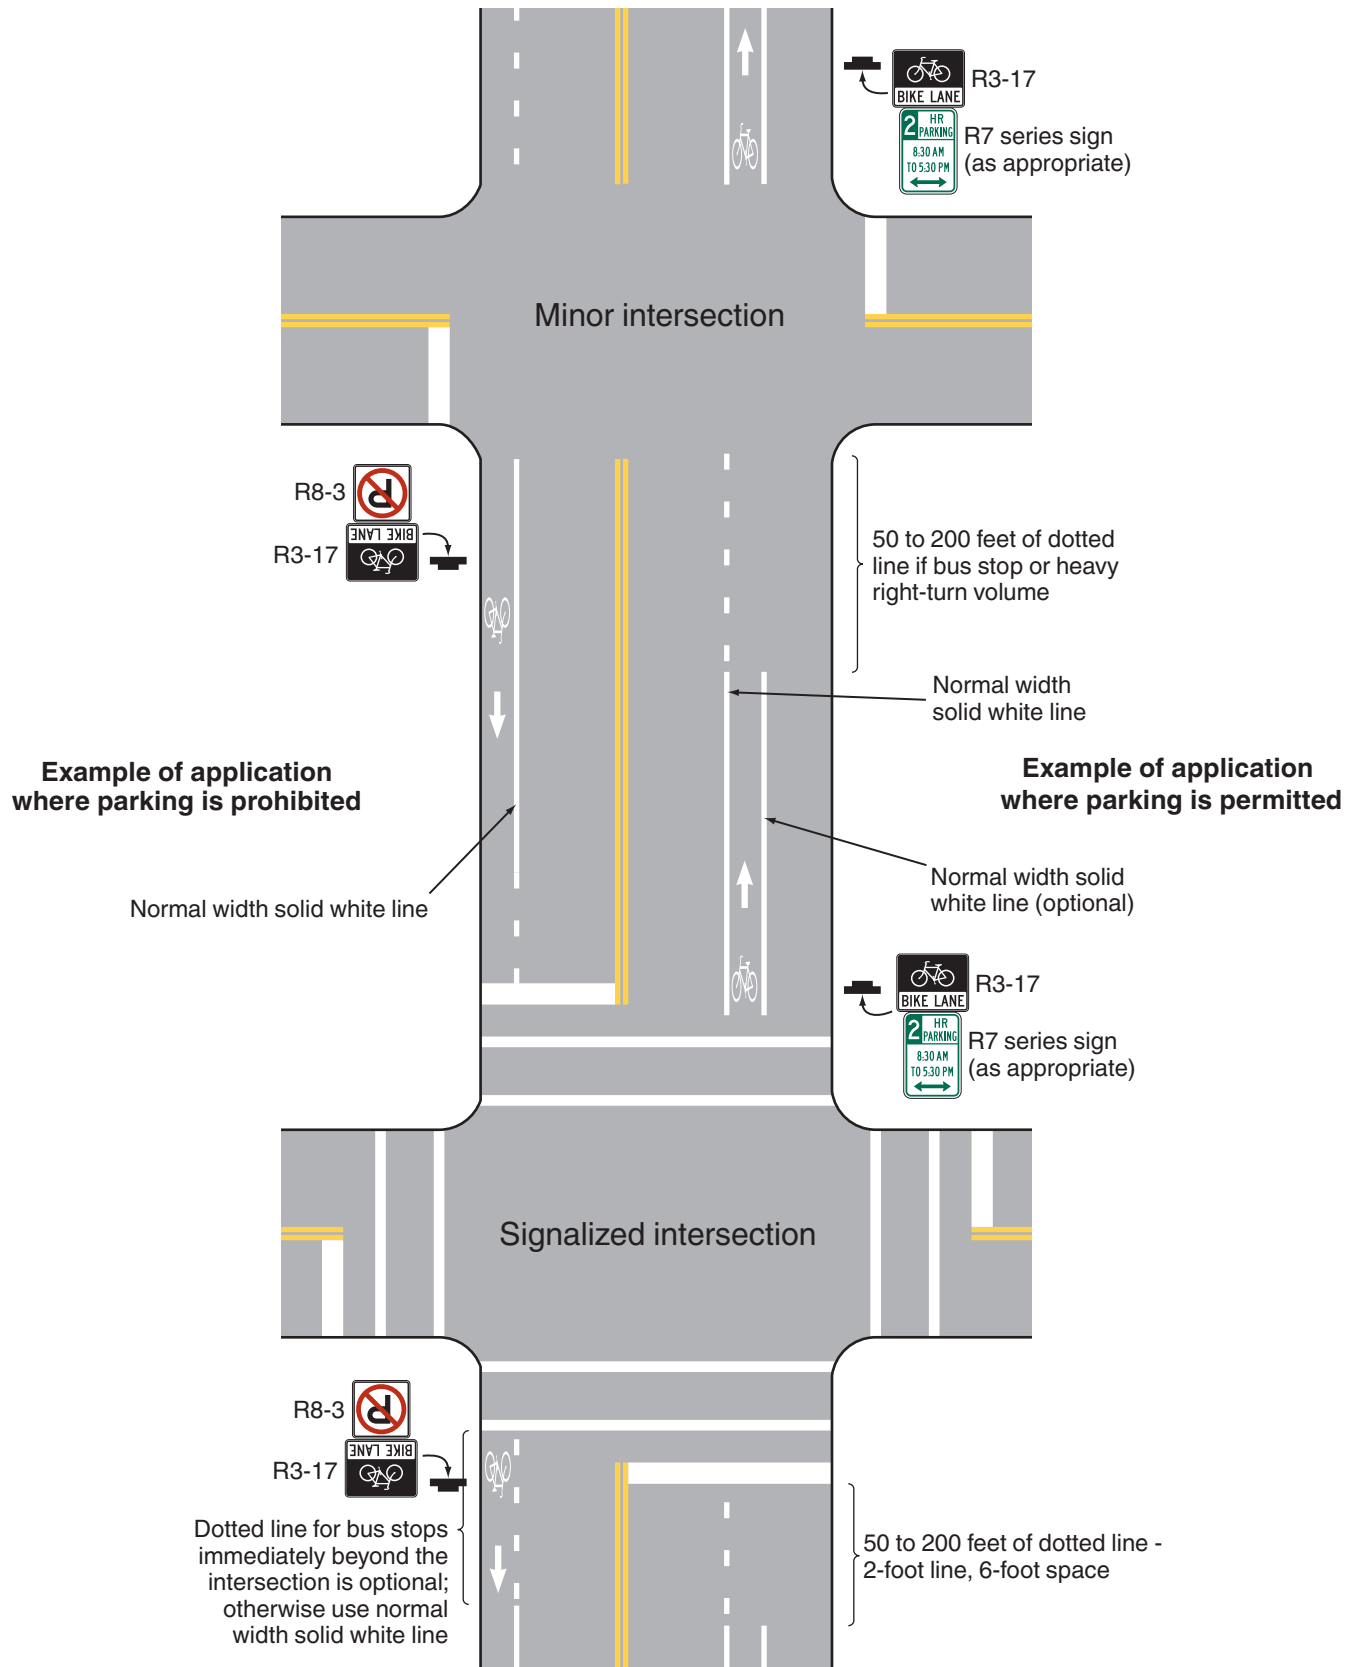 BIKE LANE
R3-17
2 HR
PARKING
8:30 AM
TO 5:30 PM
R7 series sign
(as appropriate)
Minor intersection
R8-3
P
BIKE LANE
R3-17
50 to 200 feet of dotted
line if bus stop or heavy
right-turn volume
Normal width
solid white line
Example of application
where parking is prohibited
Example of application
where parking is permitted
Normal width solid white line
Normal width solid
white line (optional)
BIKE LANE
R3-17
2 HR
PARKING
8:30 AM
TO 5:30 PM
R7 series sign
(as appropriate)
Signalized intersection
R8-3
P
BIKE LANE
R3-17
Dotted line for bus stops
immediately beyond the
intersection is optional;
otherwise use normal
width solid white line
50 to 200 feet of dotted line -
2-foot line, 6-foot space